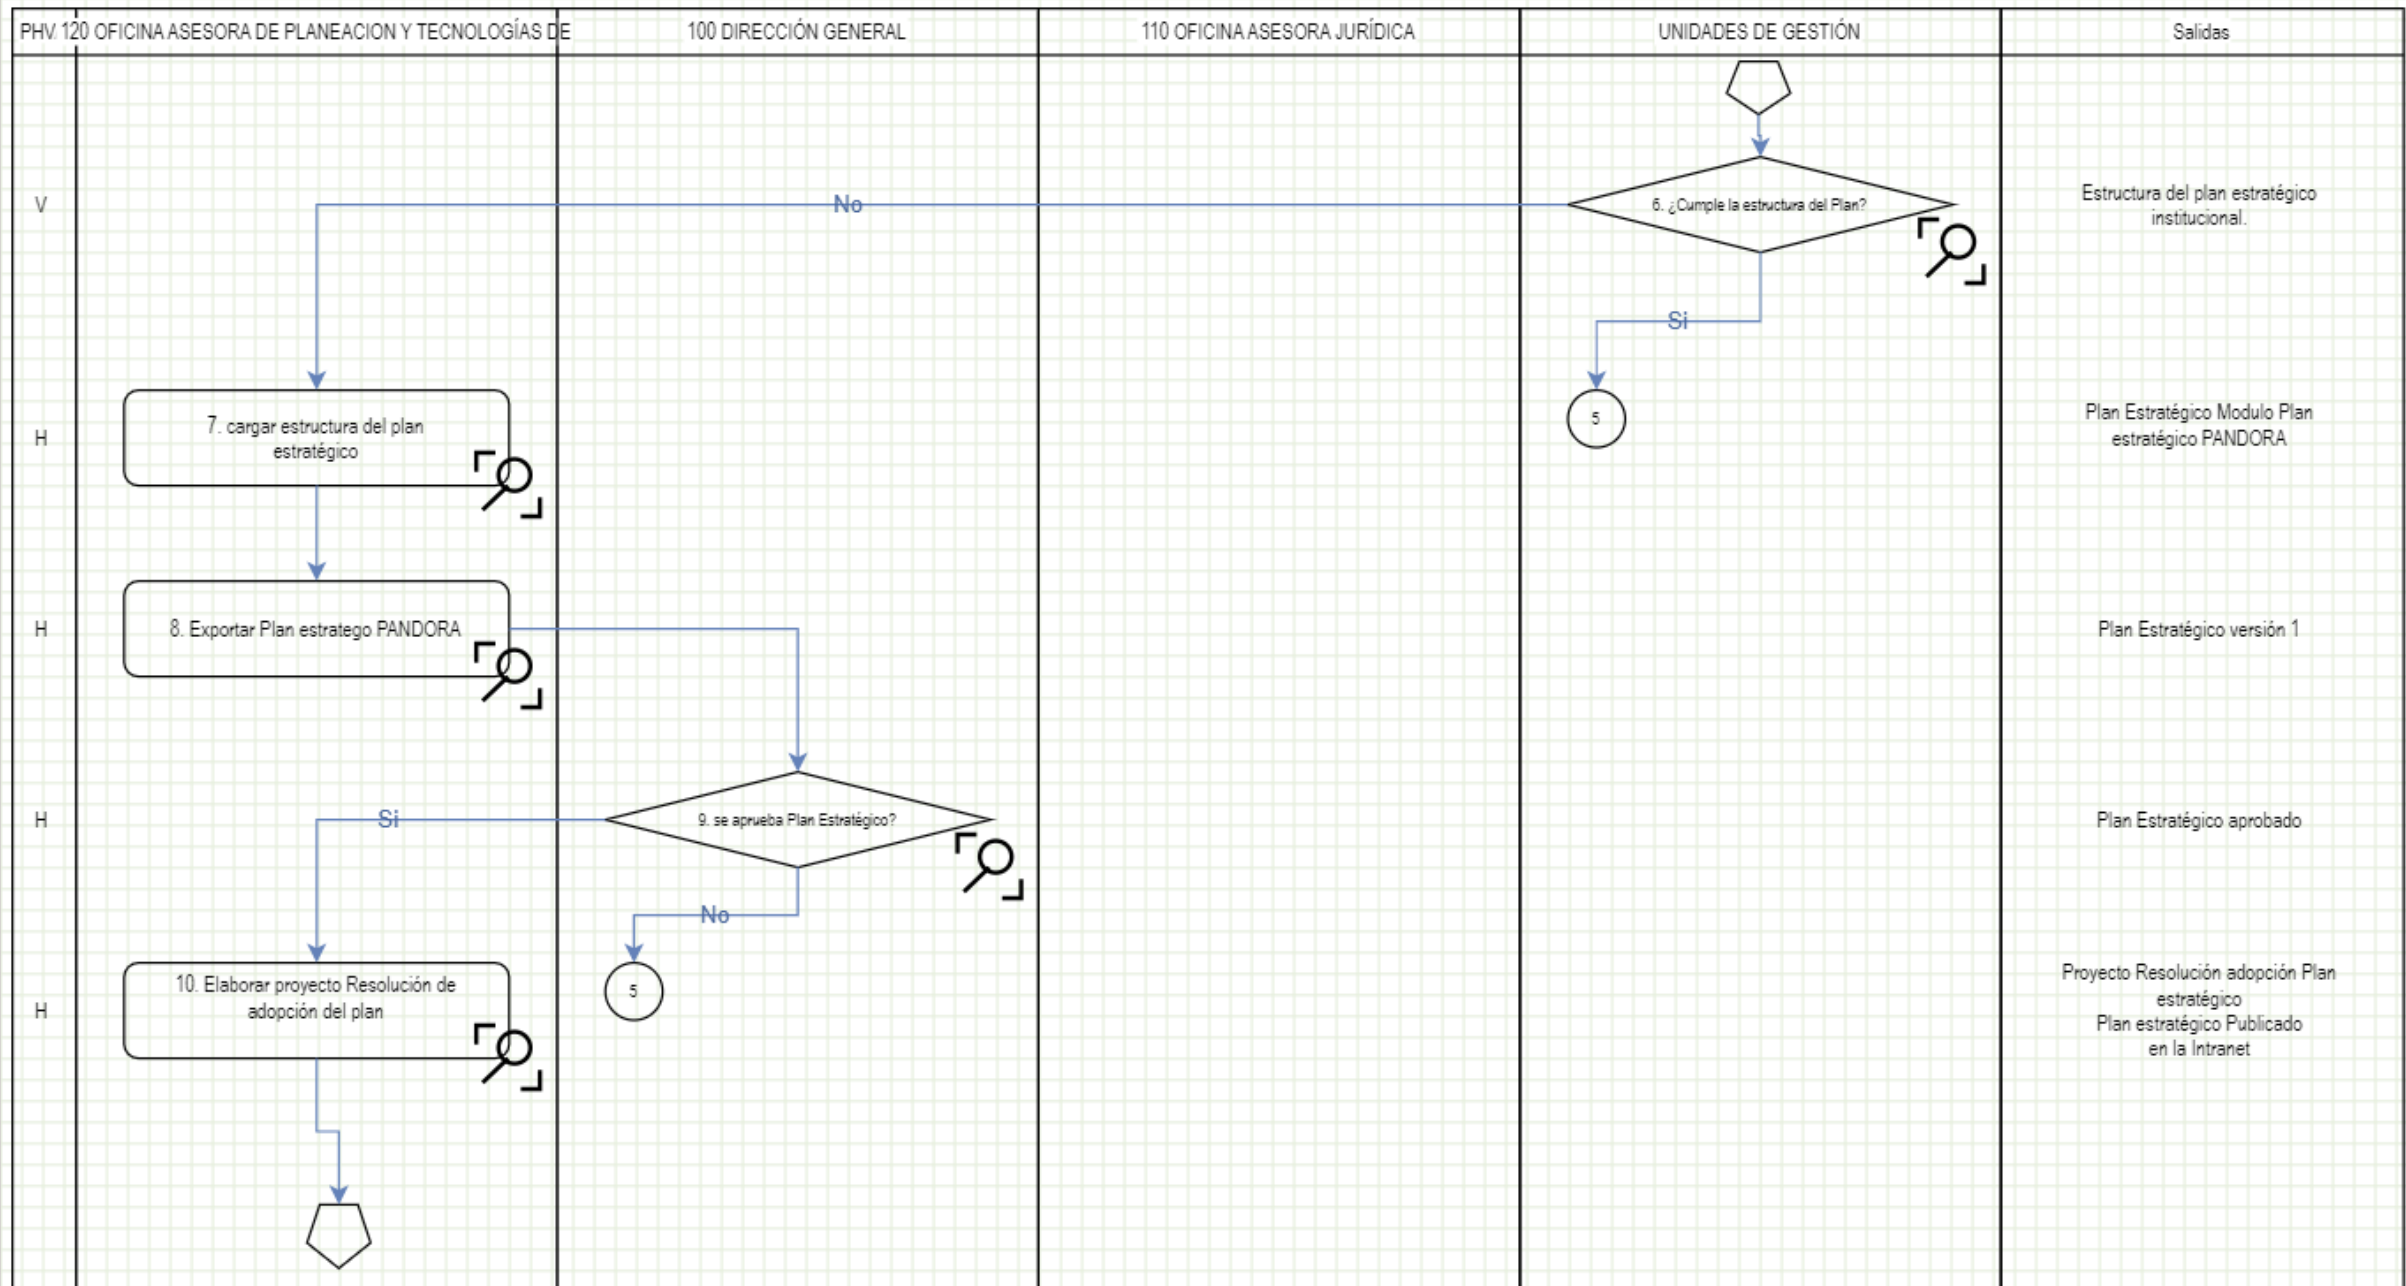 PHV. 120 OFICINA ASESORA DE PLANEACION Y TECNOLOGÍAS DE
100 DIRECCIÓN GENERAL
110 OFICINA ASESORA JURÍDICA
UNIDADES DE GESTIÓN
Salidas
V
No
6. ¿Cumple la estructura del Plan?
Estructura del plan estratégico
institucional.
Si
H
7. cargar estructura del plan
estratégico
5
Plan Estratégico Modulo Plan
estratégico PANDORA
H
8. Exportar Plan estratego PANDORA
Plan Estratégico versión 1
H
Si
9. se aprueba Plan Estratégico?
Plan Estratégico aprobado
No
H
10. Elaborar proyecto Resolución de
adopción del plan
5
Proyecto Resolución adopción Plan
estratégico
Plan estratégico Publicado
en la Intranet